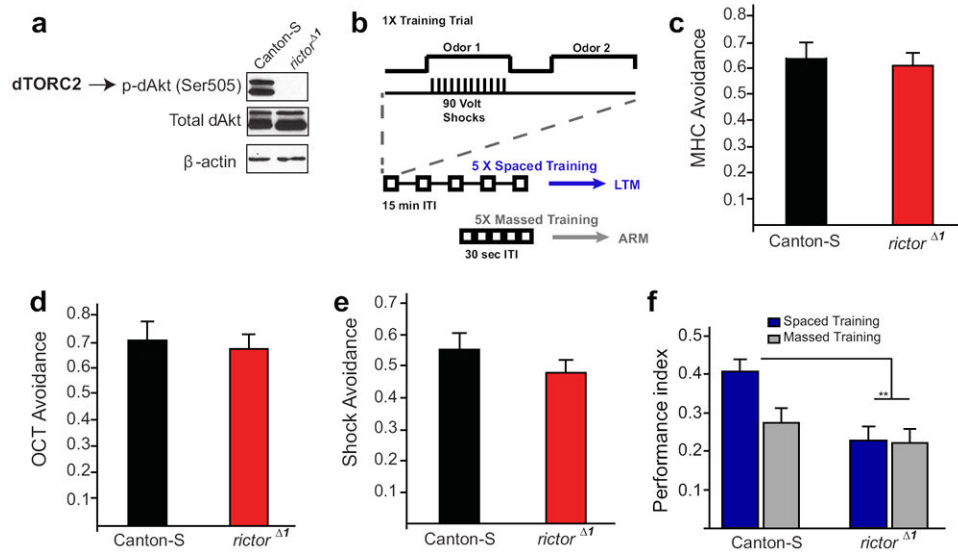 a
Canton-S
rictor Δ1
dTORC2
p-dAkt (Ser505)
Total dAkt
β-actin
b
1X Training Trial
Odor 1
Odor 2
90 Volt
Shocks
5 X Spaced Training
LTM
15 min ITI
5X Massed Training
ARM
30 sec ITI
c
MHC Avoidance
0.6
0.5
0.4
0.3
0.2
0.1
0.7
0.8
Canton-S
rictor Δ1
d
OCT Avoidance
0.8
0.7
0.6
0.5
0.4
0.3
0.2
0.1
Canton-S
rictor Δ1
e
Shock Avoidance
0.6
0.5
0.4
0.3
0.2
0.1
Canton-S
rictor Δ1
f
Spaced Training
Massed Training
Performance index
0.5
0.4
0.3
0.2
0.1
**
Canton-S
rictor Δ1